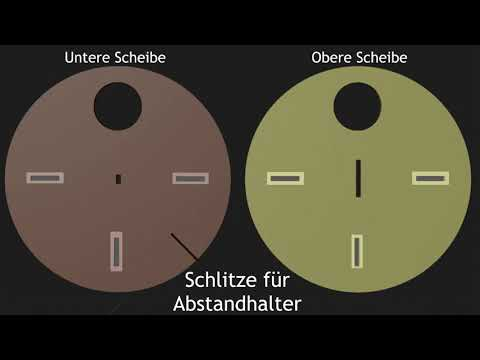 Untere Scheibe
Obere Scheibe
Schlitze für
Abstandhalter